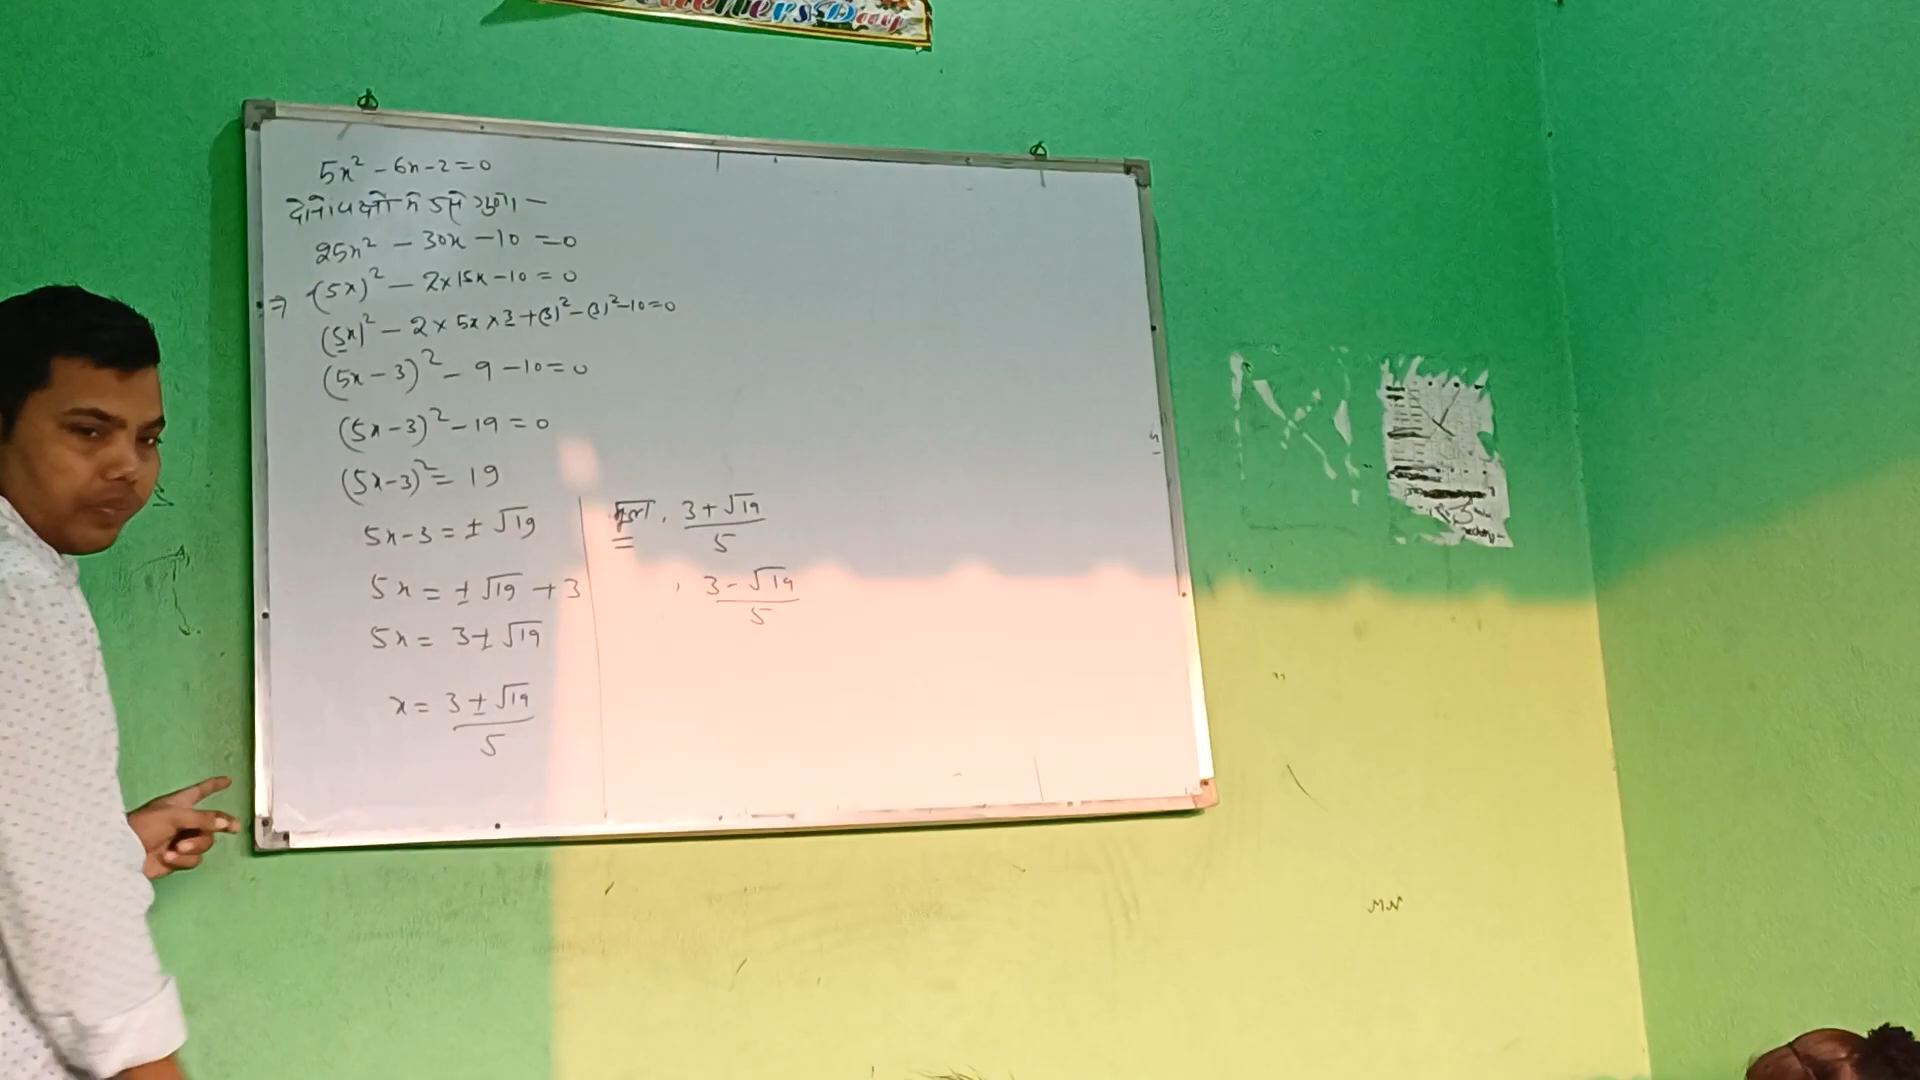 Teachers Day
5x² - 6x - 2 = 0
दोनों पक्षों में 5 से गुणा -
25x² - 30x - 10 = 0
⇒ (5x)² - 2×15x - 10 = 0
(5x)² - 2 × 5x × 3 + (3)² - (3)² - 10 = 0
(5x - 3)² - 9 - 10 = 0
(5x - 3)² - 19 = 0
(5x - 3)² = 19
5x - 3 = ± √19
5x = ± √19 + 3
5x = 3 ± √19
x = (3 ± √19)/5
मूल, (3 + √19)/5
, (3 - √19)/5